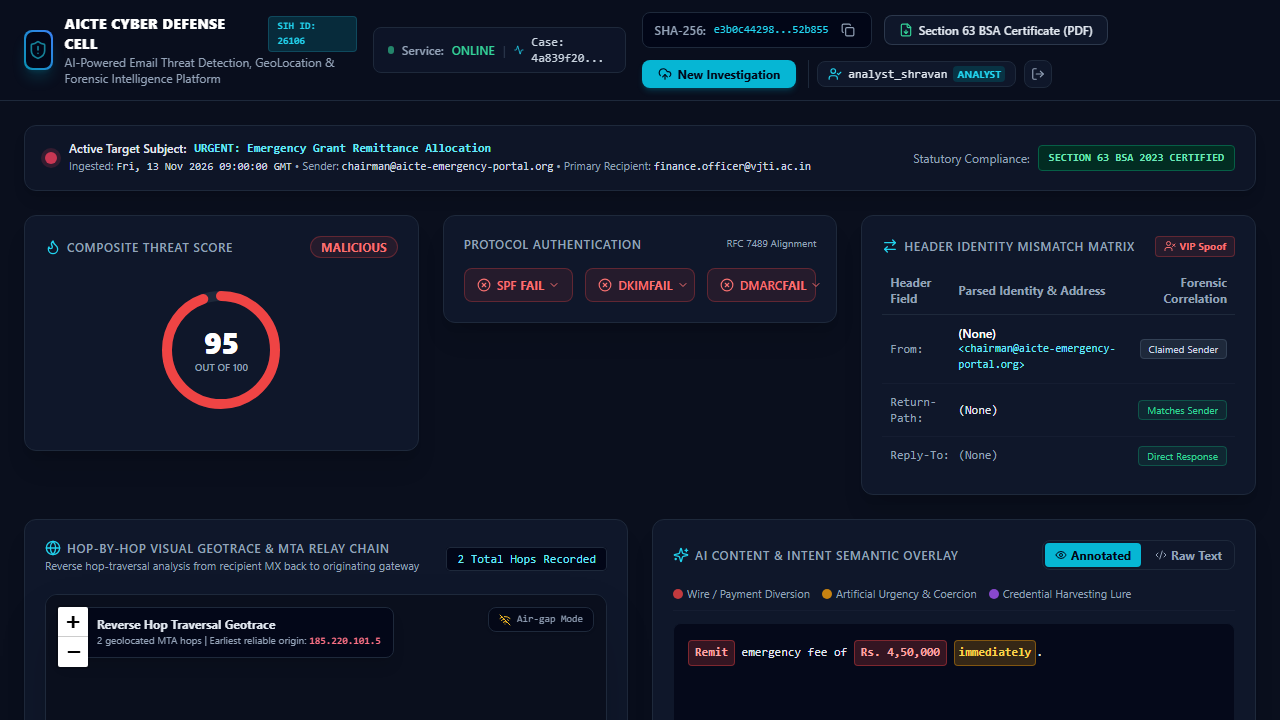 AICTE CYBER DEFENSE
CELL
SIH ID:
26106
AI-Powered Email Threat Detection, GeoLocation &
Forensic Intelligence Platform
Service: ONLINE
Case:
4a839f20...
SHA-256: e3b0c44298...52b855
Section 63 BSA Certificate (PDF)
New Investigation
analyst_shravan ANALYST
Active Target Subject: URGENT: Emergency Grant Remittance Allocation
Ingested: Fri, 13 Nov 2026 09:00:00 GMT • Sender: chairman@aicte-emergency-portal.org • Primary Recipient: finance.officer@vjti.ac.in
Statutory Compliance: SECTION 63 BSA 2023 CERTIFIED
COMPOSITE THREAT SCORE
MALICIOUS
95
OUT OF 100
PROTOCOL AUTHENTICATION
RFC 7489 Alignment
SPF FAIL
DKIMFAIL
DMARCFAIL
HEADER IDENTITY MISMATCH MATRIX
VIP Spoof
Header
Field
Parsed Identity & Address
Forensic
Correlation
From:
(None)
<chairman@aicte-emergency-
portal.org>
Claimed Sender
Return-
Path:
(None)
Matches Sender
Reply-To: (None)
Direct Response
HOP-BY-HOP VISUAL GEOTRACE & MTA RELAY CHAIN
Reverse hop-traversal analysis from recipient MX back to originating gateway
2 Total Hops Recorded
+
−
Reverse Hop Traversal Geotrace
2 geolocated MTA hops | Earliest reliable origin: 185.220.101.5
Air-gap Mode
AI CONTENT & INTENT SEMANTIC OVERLAY
Annotated
Raw Text
Wire / Payment Diversion
Artificial Urgency & Coercion
Credential Harvesting Lure
Remit emergency fee of Rs. 4,50,000 immediately.